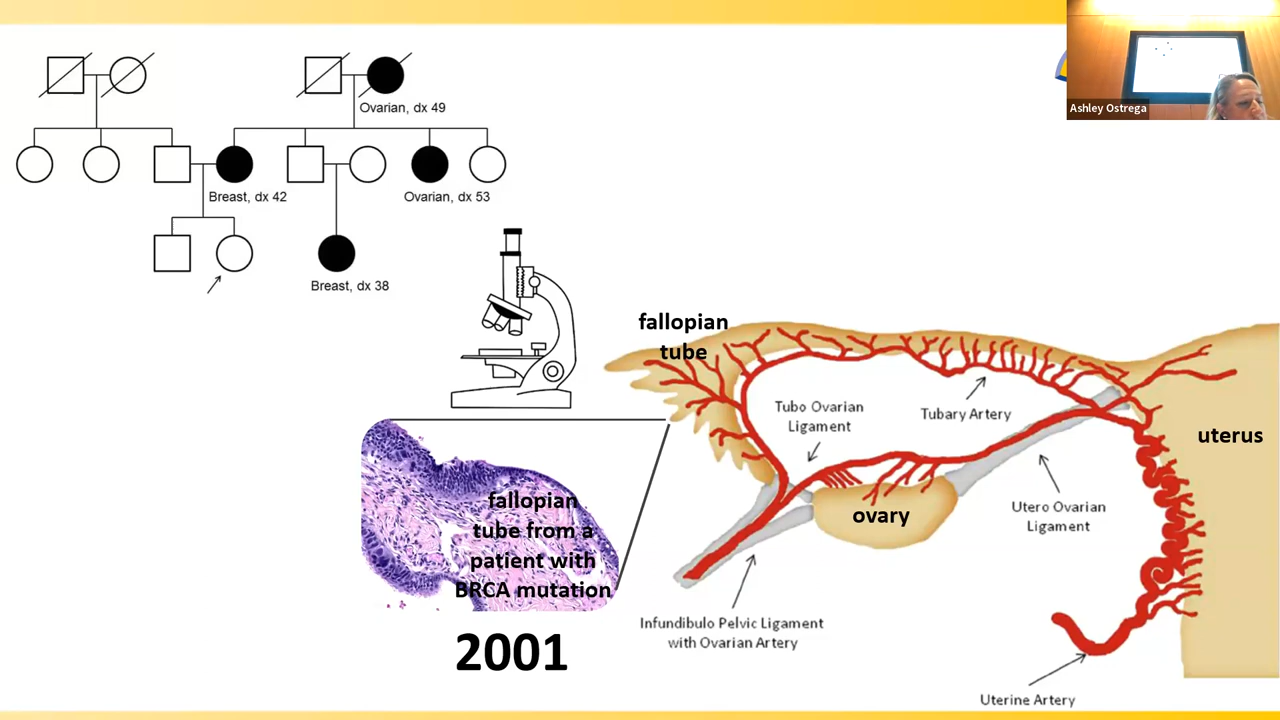 Ashley Ostrega
Ovarian, dx 49
Breast, dx 42
Ovarian, dx 53
Breast, dx 38
fallopian
tube
Tubo Ovarian
Ligament
Tubary Artery
uterus
ovary
Utero Ovarian
Ligament
fallopian
tube from a
patient with
BRCA mutation
Infundibulo Pelvic Ligament
with Ovarian Artery
2001
Uterine Artery